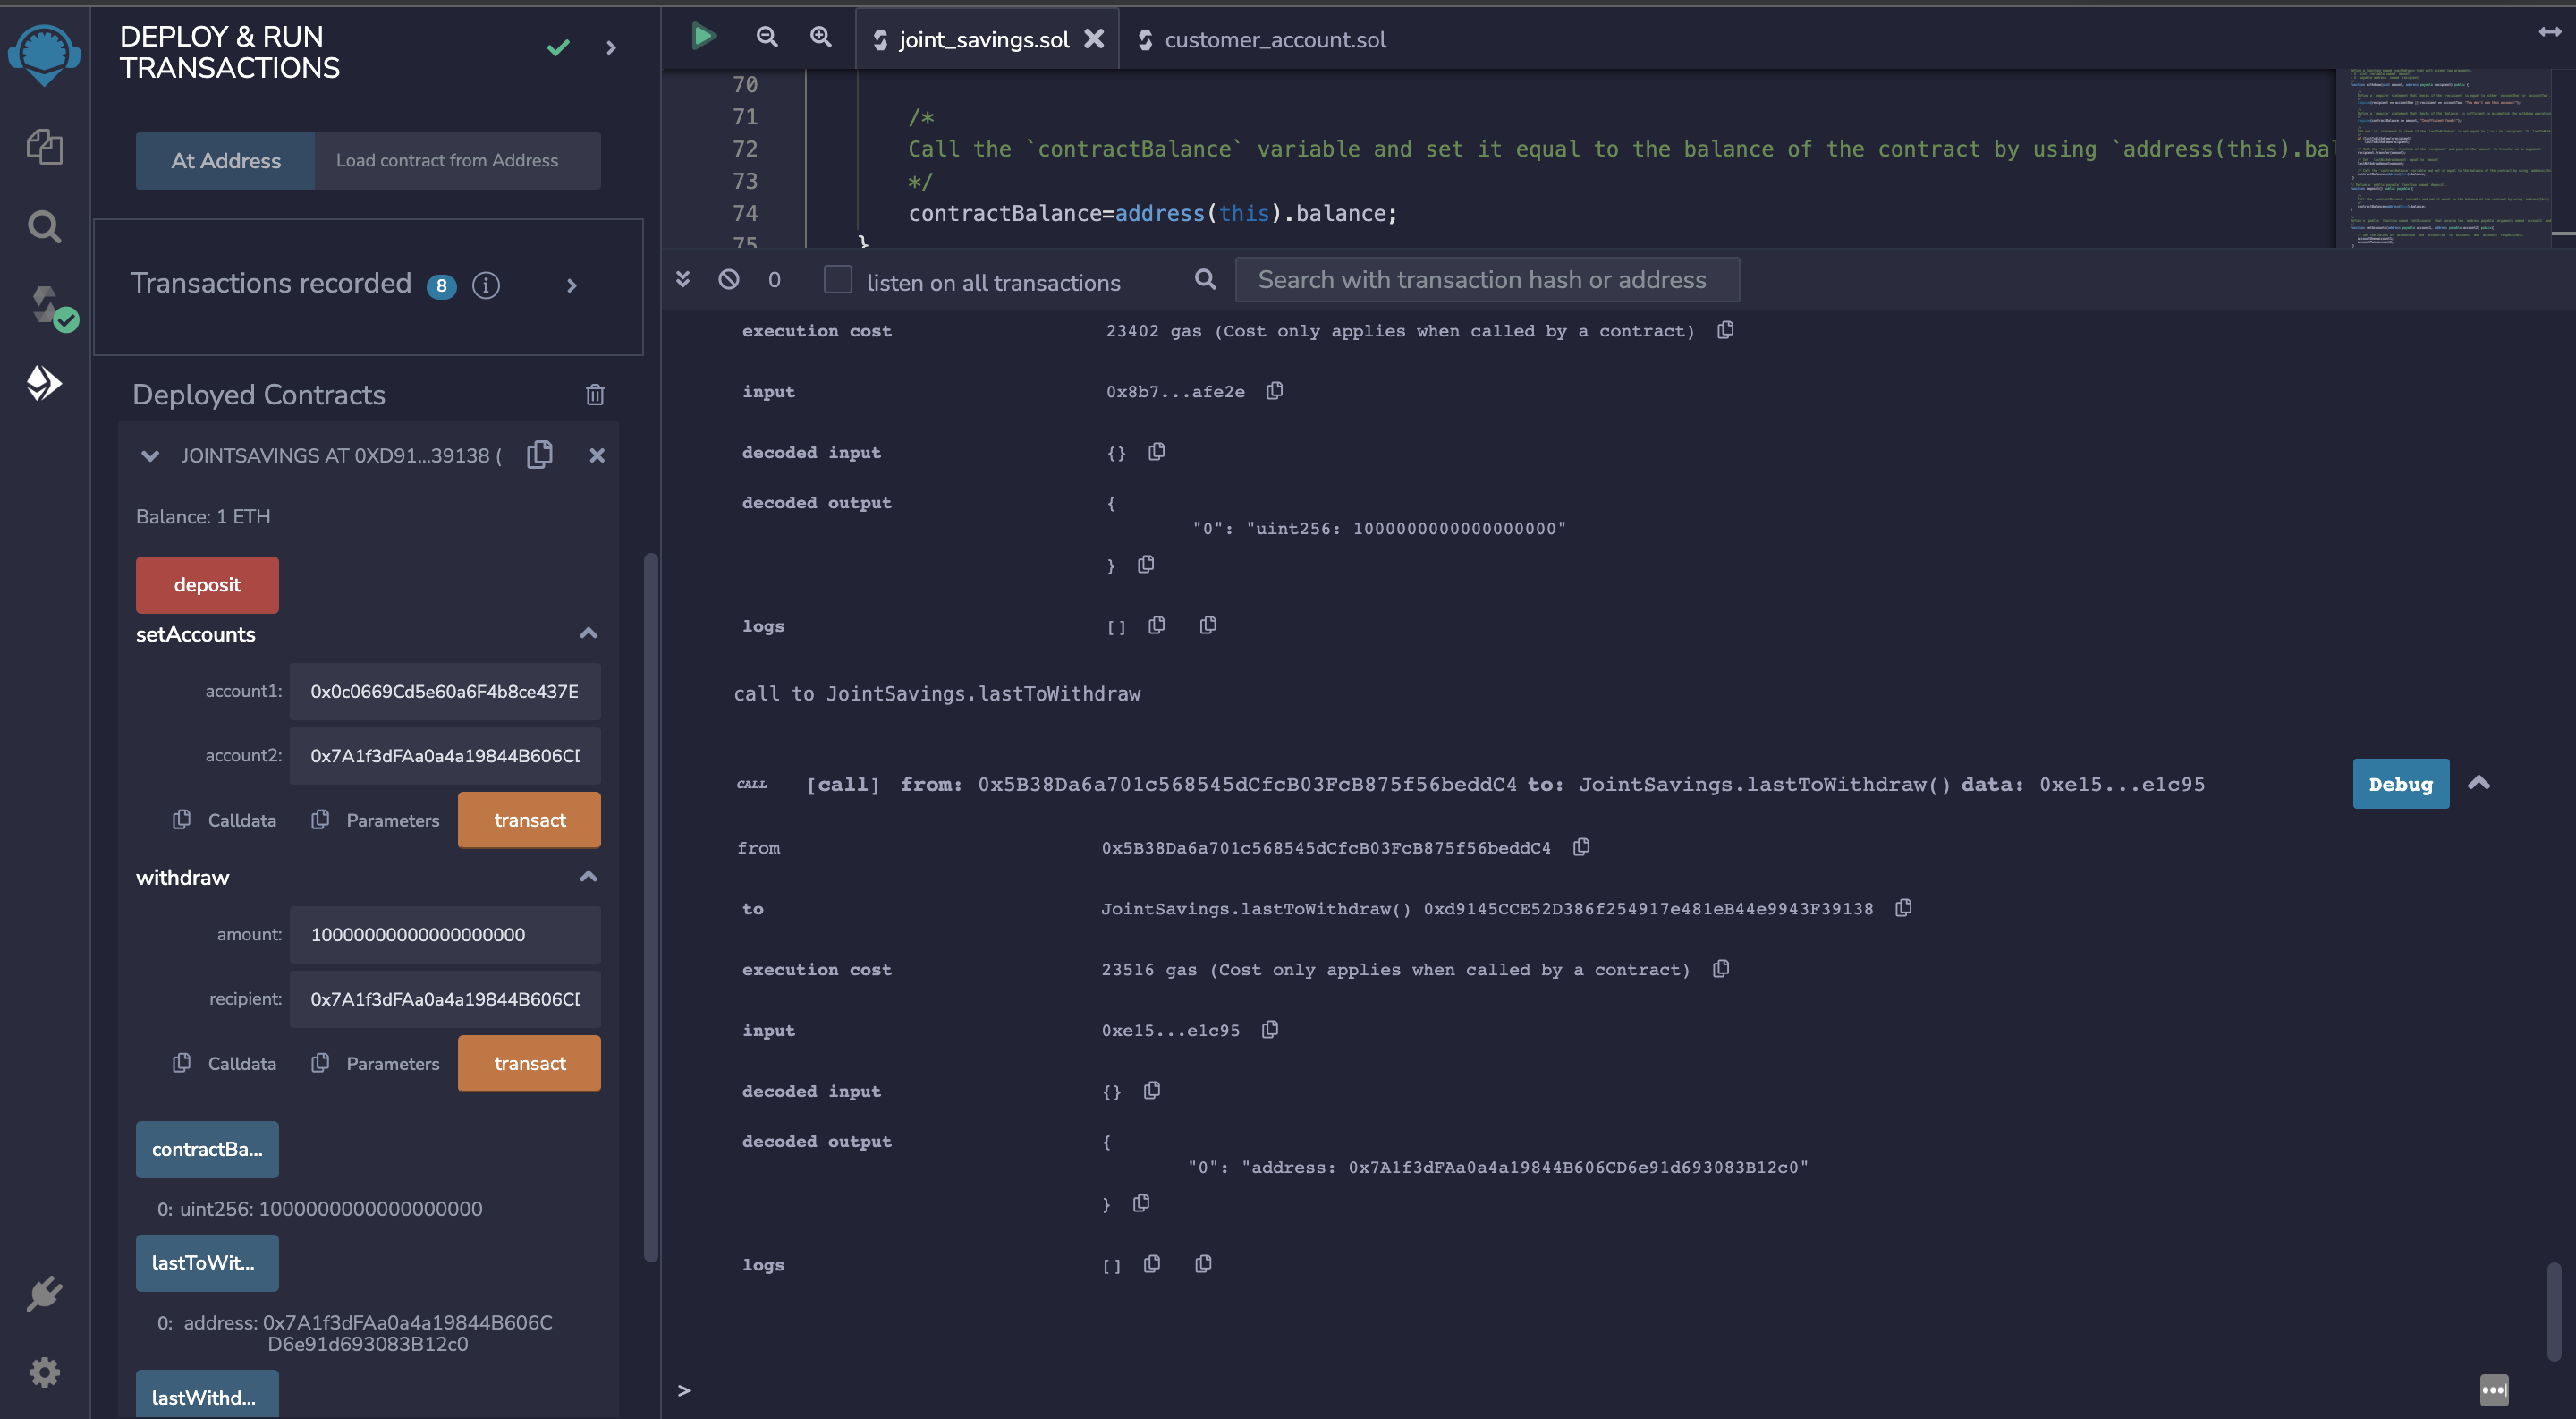 DEPLOY & RUN
TRANSACTIONS
At Address
Load contract from Address
Transactions recorded 8 i
Deployed Contracts
JOINTSAVINGS AT 0XD91...39138 (
Balance: 1 ETH
deposit
setAccounts
account1: 0x0c0669Cd5e60a6F4b8ce437E
account2: 0x7A1f3dFAa0a4a19844B606CD
Calldata Parameters transact
withdraw
amount: 10000000000000000000
recipient: 0x7A1f3dFAa0a4a19844B606CD
Calldata Parameters transact
contractBa...
0: uint256: 1000000000000000000
lastToWit...
0: address: 0x7A1f3dFAa0a4a19844B606C
D6e91d693083B12c0
lastWithd...
joint_savings.sol
customer_account.sol
70
71 /*
72 Call the `contractBalance` variable and set it equal to the balance of the contract by using `address(this).bal
73 */
74 contractBalance=address(this).balance;
75 }
0 listen on all transactions Search with transaction hash or address
execution cost 23402 gas (Cost only applies when called by a contract)
input 0x8b7...afe2e
decoded input {}
decoded output {
"0": "uint256: 1000000000000000000"
}
logs []
call to JointSavings.lastToWithdraw
CALL [call] from: 0x5B38Da6a701c568545dCfcB03FcB875f56beddC4 to: JointSavings.lastToWithdraw() data: 0xe15...e1c95 Debug
from 0x5B38Da6a701c568545dCfcB03FcB875f56beddC4
to JointSavings.lastToWithdraw() 0xd9145CCE52D386f254917e481eB44e9943F39138
execution cost 23516 gas (Cost only applies when called by a contract)
input 0xe15...e1c95
decoded input {}
decoded output {
"0": "address: 0x7A1f3dFAa0a4a19844B606CD6e91d693083B12c0"
}
logs []
>